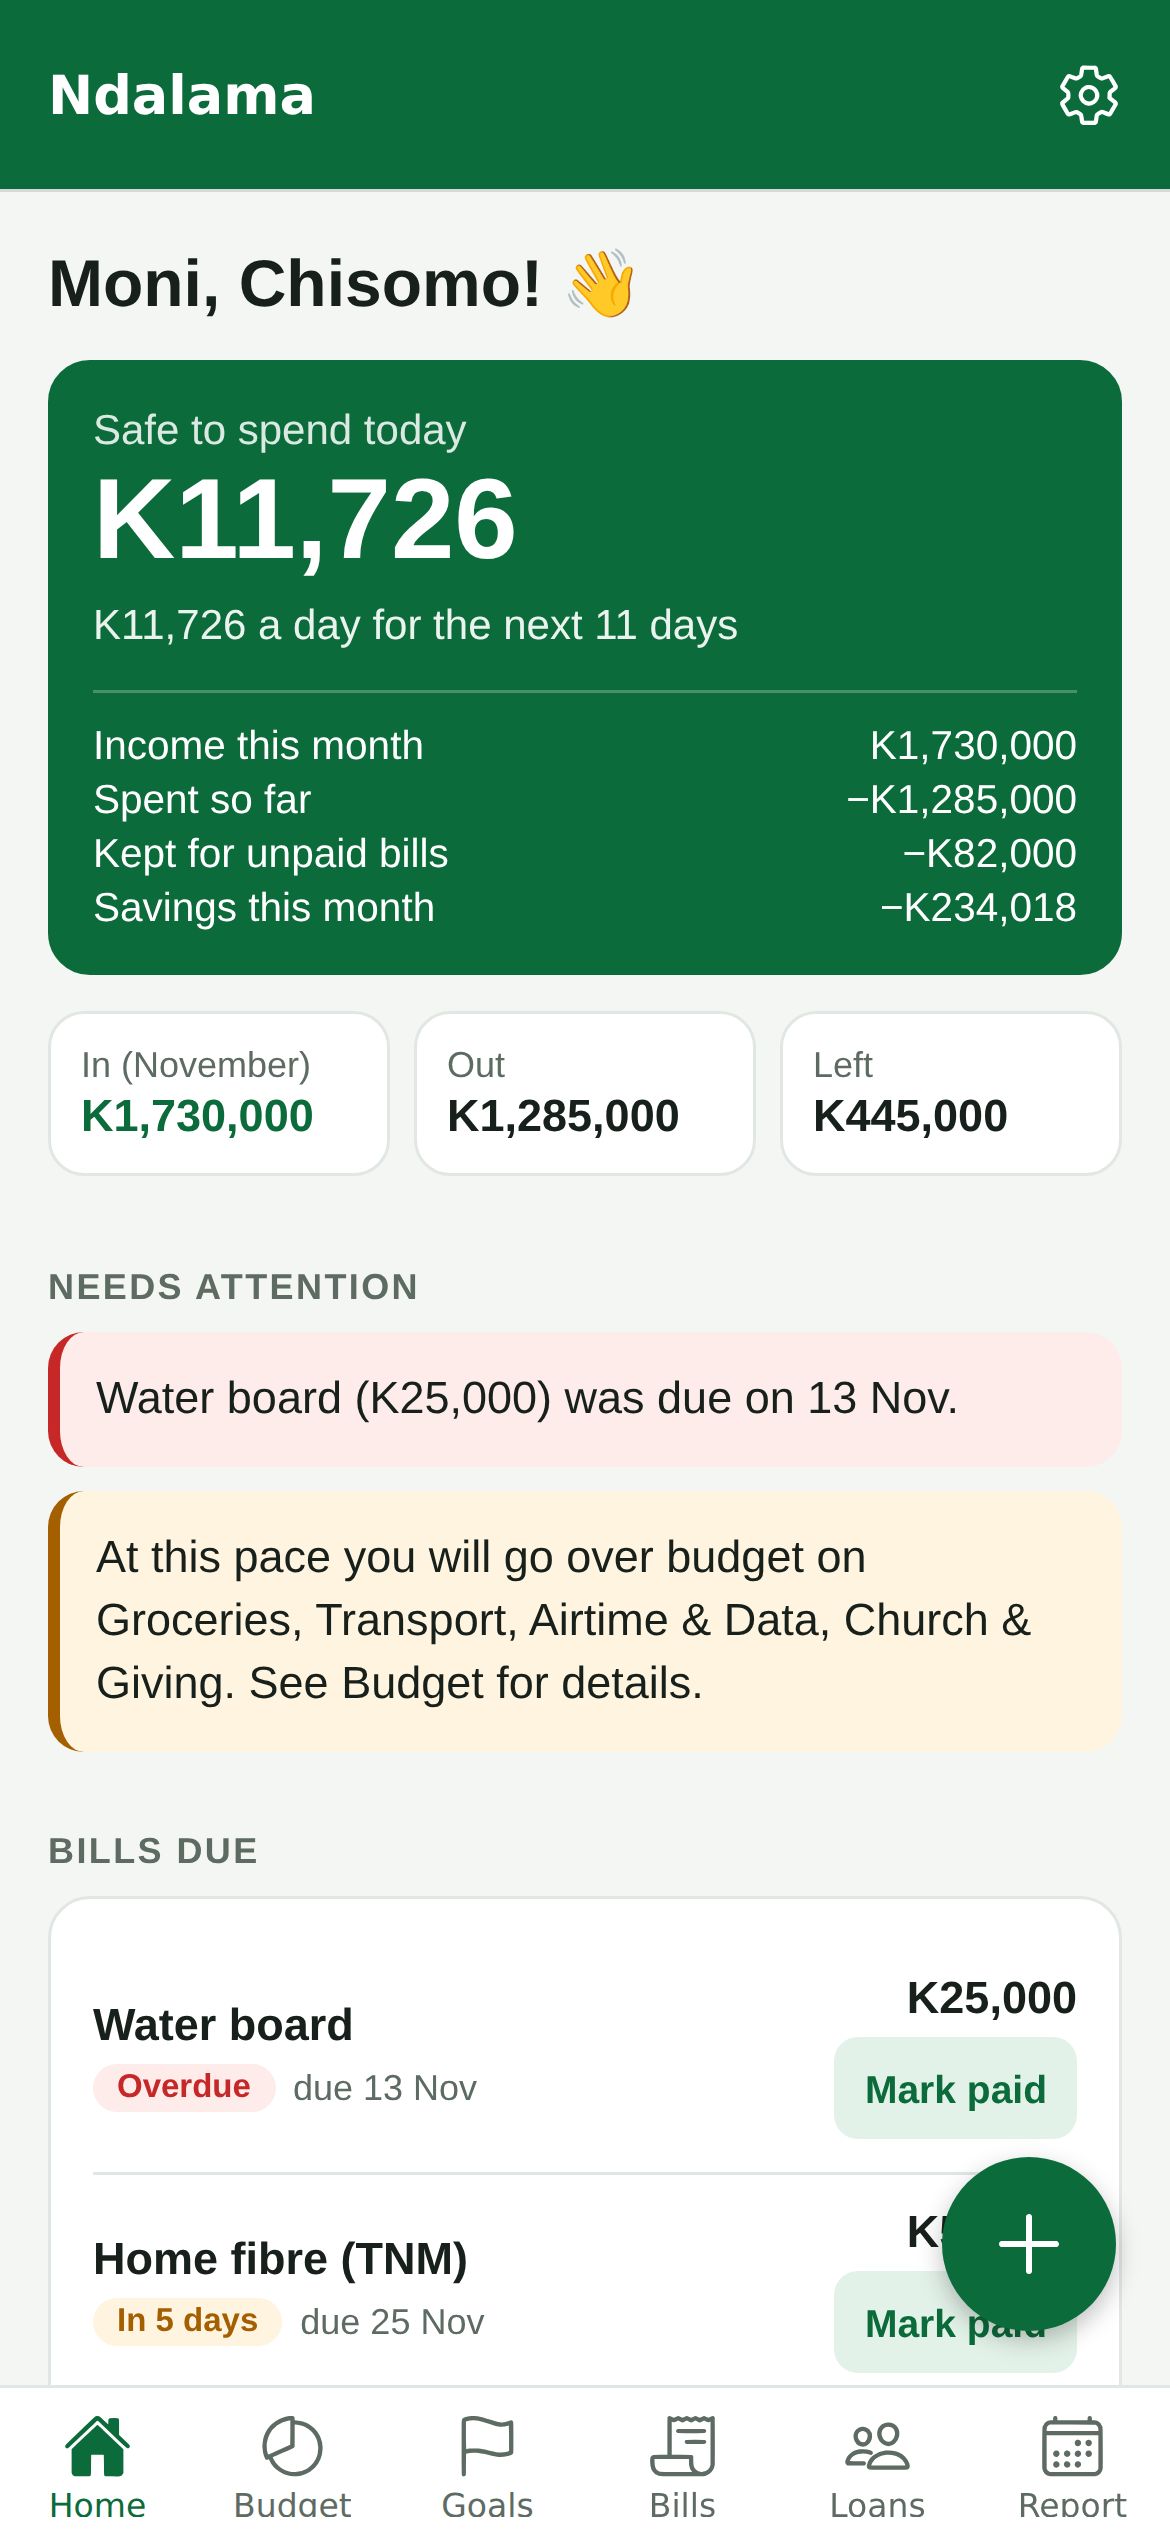 Ndalama
Moni, Chisomo! 👋
Safe to spend today
K11,726
K11,726 a day for the next 11 days
Income this month K1,730,000
Spent so far −K1,285,000
Kept for unpaid bills −K82,000
Savings this month −K234,018
In (November)
K1,730,000
Out
K1,285,000
Left
K445,000
NEEDS ATTENTION
Water board (K25,000) was due on 13 Nov.
At this pace you will go over budget on
Groceries, Transport, Airtime & Data, Church &
Giving. See Budget for details.
BILLS DUE
Water board
K25,000
Overdue due 13 Nov
Mark paid
Home fibre (TNM)
In 5 days due 25 Nov
Mark paid
Home
Budget
Goals
Bills
Loans
Report